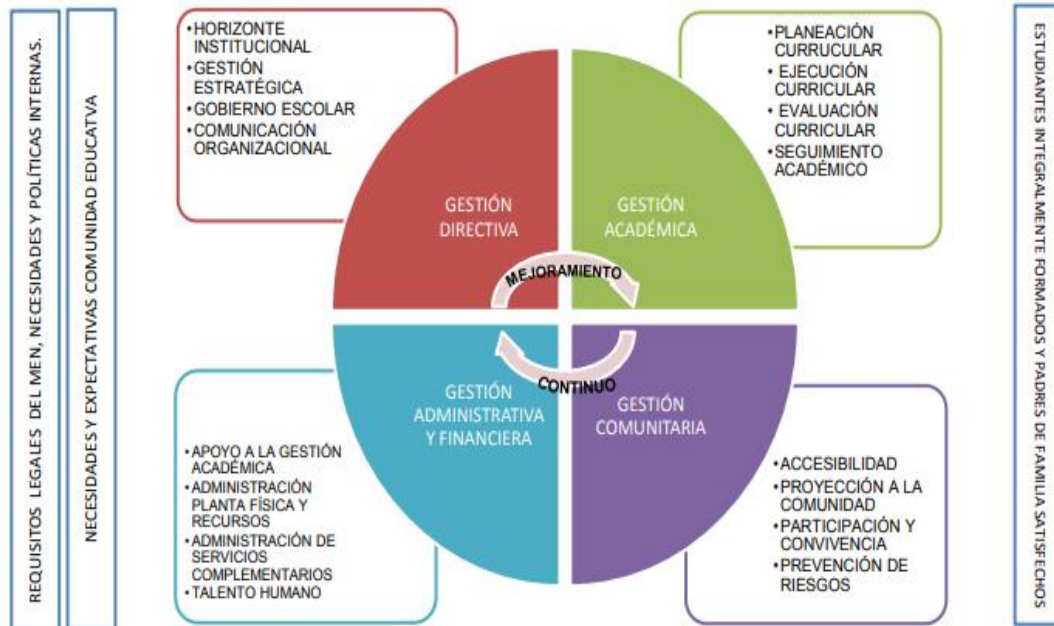 REQUISITOS LEGALES DEL MEN, NECESIDADES Y POLÍTICAS INTERNAS.
NECESIDADES Y EXPECTATIVAS COMUNIDAD EDUCATVA
•HORIZONTE
INSTITUCIONAL
•GESTIÓN
ESTRATÉGICA
•GOBIERNO ESCOLAR
•COMUNICACIÓN
ORGANIZACIONAL
•PLANEACIÓN
CURRUCULAR
• EJECUCIÓN
CURRICULAR
• EVALUACIÓN
CURRICULAR
•SEGUIMIENTO
ACADÉMICO
GESTIÓN
DIRECTIVA
GESTIÓN
ACADÉMICA
MEJORAMIENTO
CONTINUO
GESTIÓN
ADMINISTRATIVA
Y FINANCIERA
GESTIÓN
COMUNITARIA
•APOYO A LA GESTIÓN
ACADÉMICA
•ADMINISTRACIÓN
PLANTA FÍSICA Y
RECURSOS
•ADMINISTRACIÓN DE
SERVICIOS
COMPLEMENTARIOS
•TALENTO HUMANO
•ACCESIBILIDAD
•PROYECCIÓN A LA
COMUNIDAD
•PARTICIPACIÓN Y
CONVIVENCIA
•PREVENCIÓN DE
RIESGOS
ESTUDIANTES INTEGRALMENTE FORMADOS Y PADRES DE FAMILIA SATISFECHOS